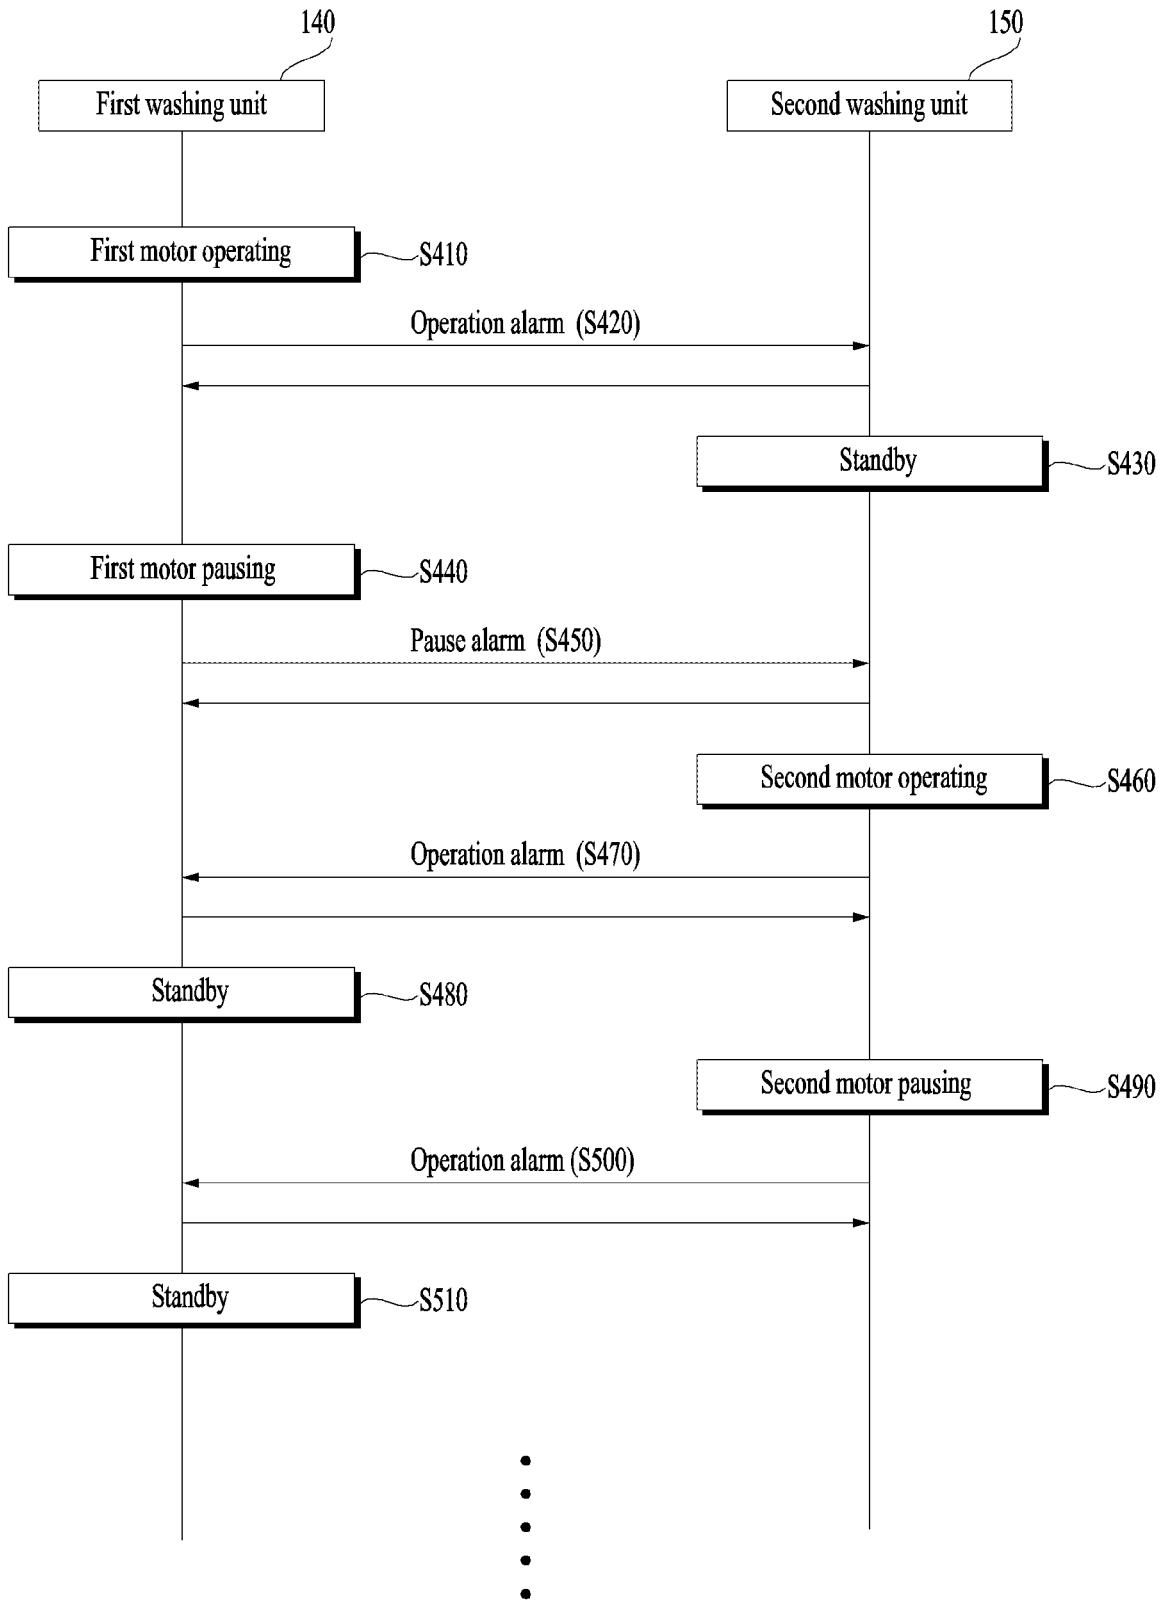 140
150
First washing unit
Second washing unit
First motor operating
S410
Operation alarm (S420)
Standby
S430
First motor pausing
S440
Pause alarm (S450)
Second motor operating
S460
Operation alarm (S470)
Standby
S480
Second motor pausing
S490
Operation alarm (S500)
Standby
S510